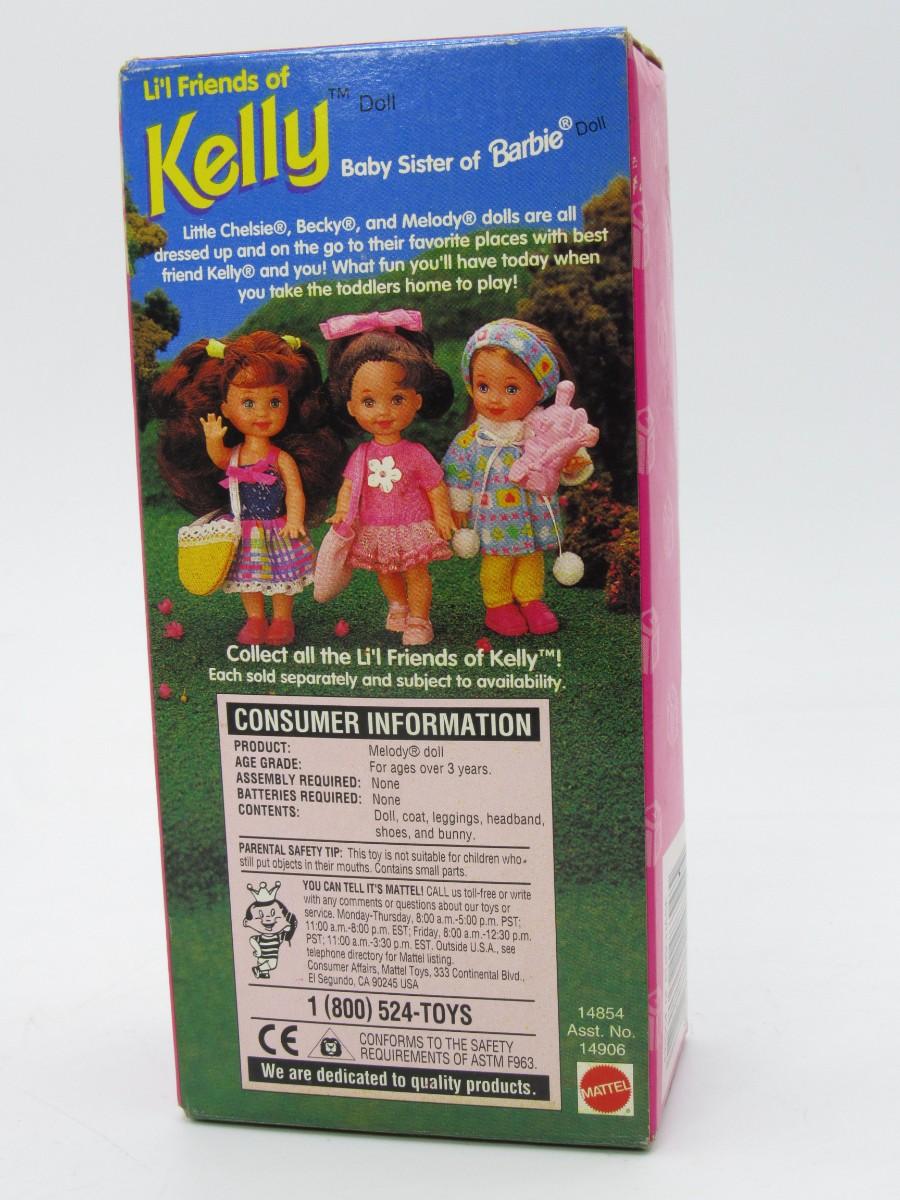 Li'l Friends of
Kelly™ Doll
Baby Sister of Barbie® Doll
Little Chelsie®, Becky®, and Melody® dolls are all
dressed up and on the go to their favorite places with best
friend Kelly® and you! What fun you'll have today when
you take the toddlers home to play!
Collect all the Li'l Friends of Kelly™!
Each sold separately and subject to availability.
CONSUMER INFORMATION
PRODUCT: Melody® doll
AGE GRADE: For ages over 3 years.
ASSEMBLY REQUIRED: None
BATTERIES REQUIRED: None
CONTENTS: Doll, coat, leggings, headband,
shoes, and bunny.
PARENTAL SAFETY TIP: This toy is not suitable for children who
still put objects in their mouths. Contains small parts.
YOU CAN TELL IT'S MATTEL! CALL us toll-free or write
with any comments or questions about our toys or
service. Monday-Thursday, 8:00 a.m.-5:00 p.m. PST;
11:00 a.m.-8:00 p.m. EST; Friday, 8:00 a.m.-12:30 p.m.
PST; 11:00 a.m.-3:30 p.m. EST. Outside U.S.A., see
telephone directory for Mattel listing.
Consumer Affairs, Mattel Toys, 333 Continental Blvd.,
El Segundo, CA 90245 USA
1 (800) 524-TOYS
CE
CONFORMS TO THE SAFETY
REQUIREMENTS OF ASTM F963.
We are dedicated to quality products.
14854
Asst. No.
14906
MATTEL®